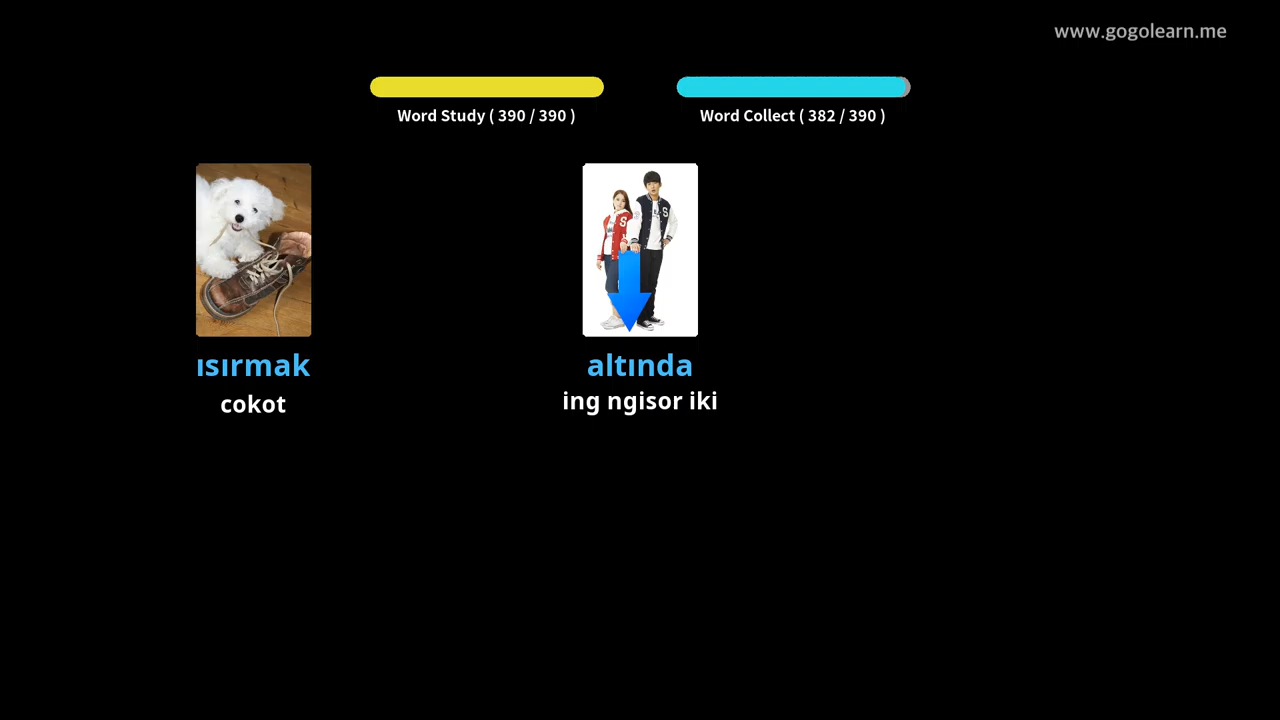 www.gogolearn.me
Word Study ( 390 / 390 )
Word Collect ( 382 / 390 )
S
S
ısırmak
altında
cokot
ing ngisor iki